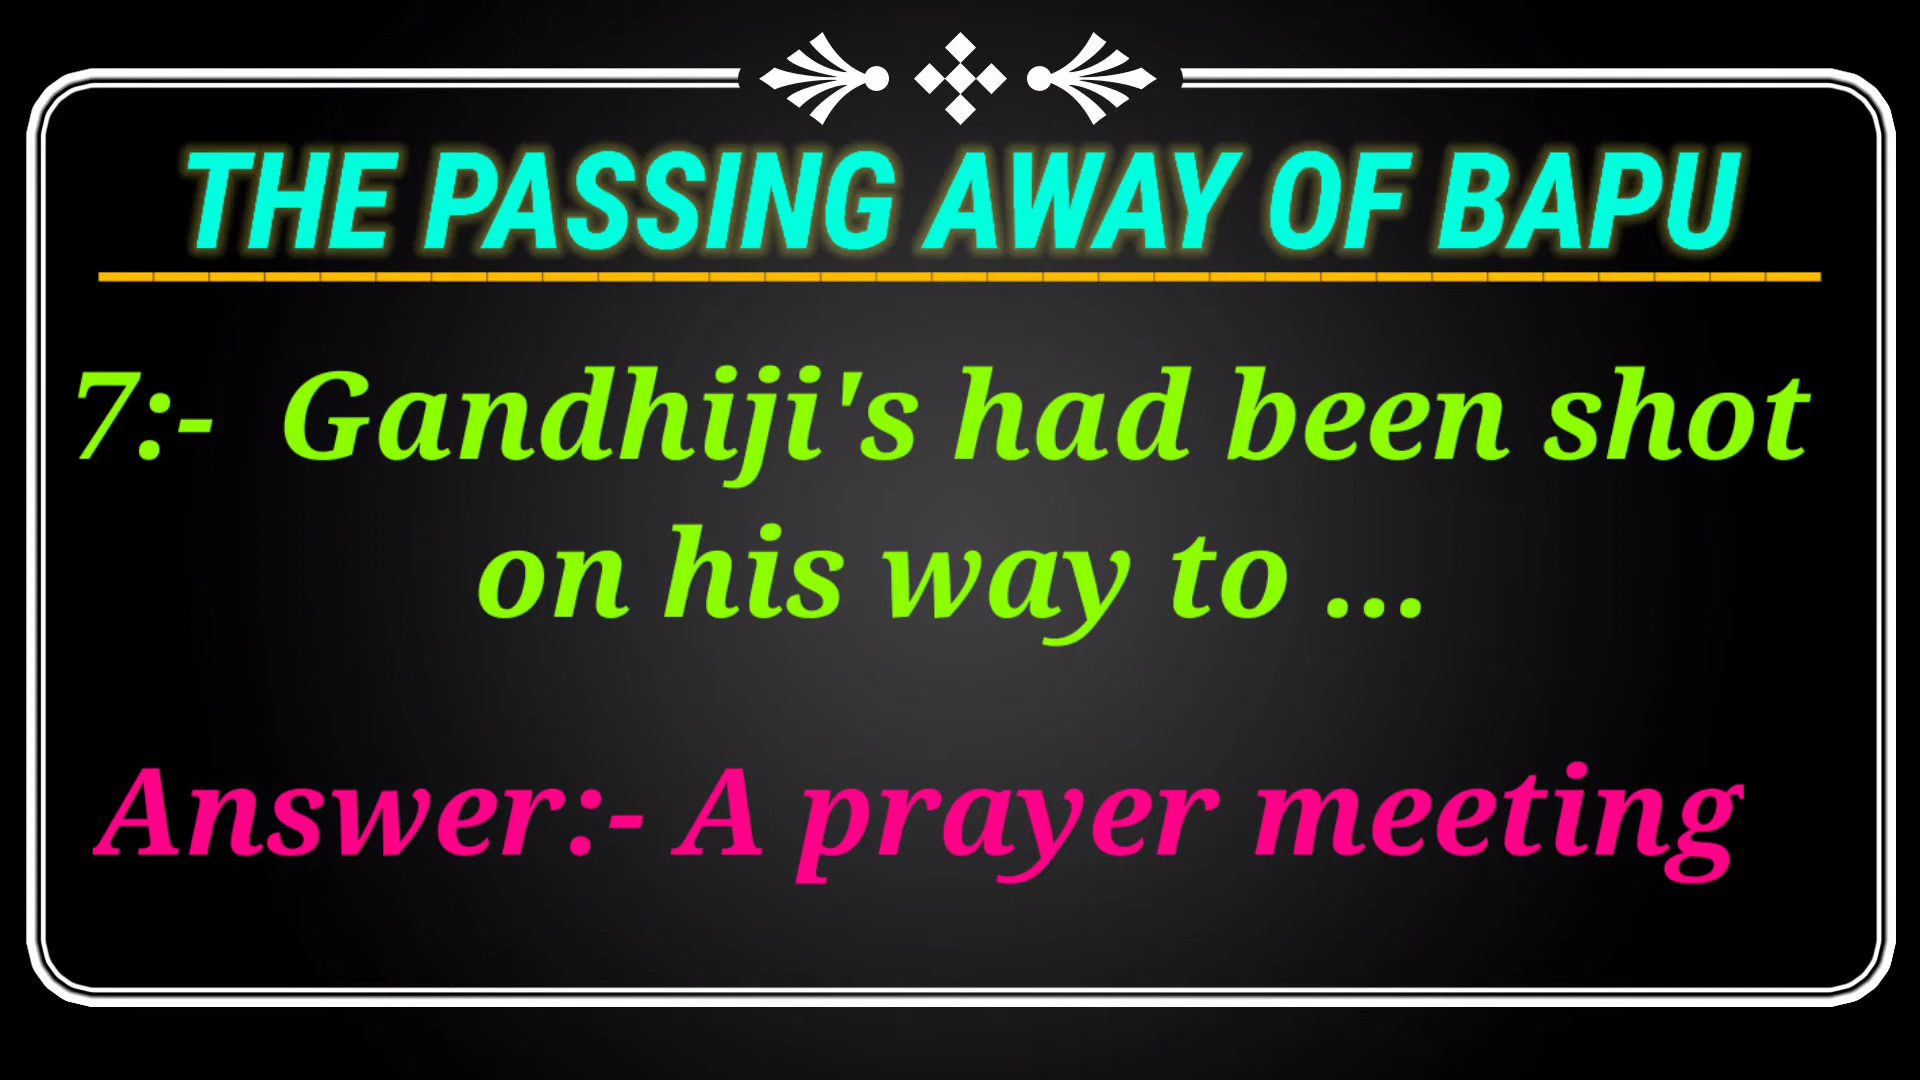 THE PASSING AWAY OF BAPU
7:- Gandhiji's had been shot
on his way to ...
Answer:- A prayer meeting